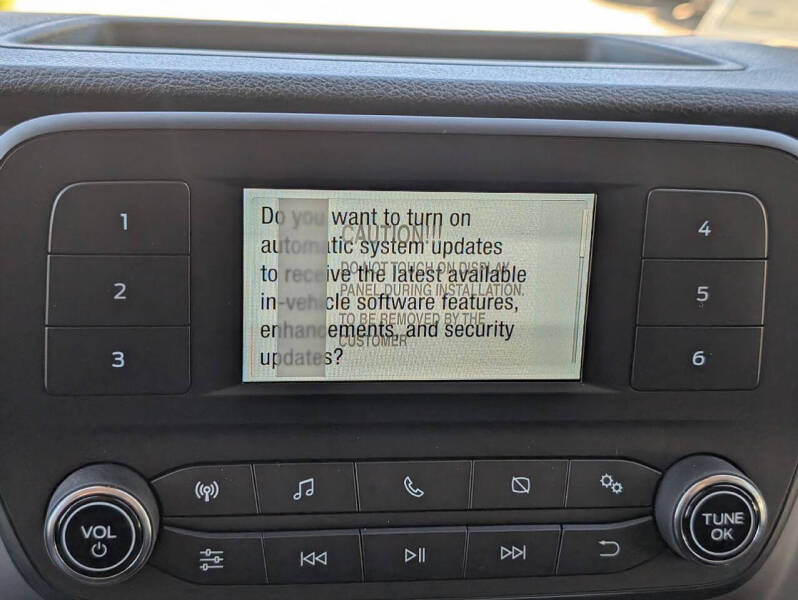 1
2
3
4
5
6
Do you want to turn on
automatic system updates
to receive the latest available
in-vehicle software features,
enhancements, and security
updates?
CAUTION!!!
DO NOT TOUCH ON DISPLAY
PANEL DURING INSTALLATION.
TO BE REMOVED BY THE
CUSTOMER
VOL
TUNE
OK